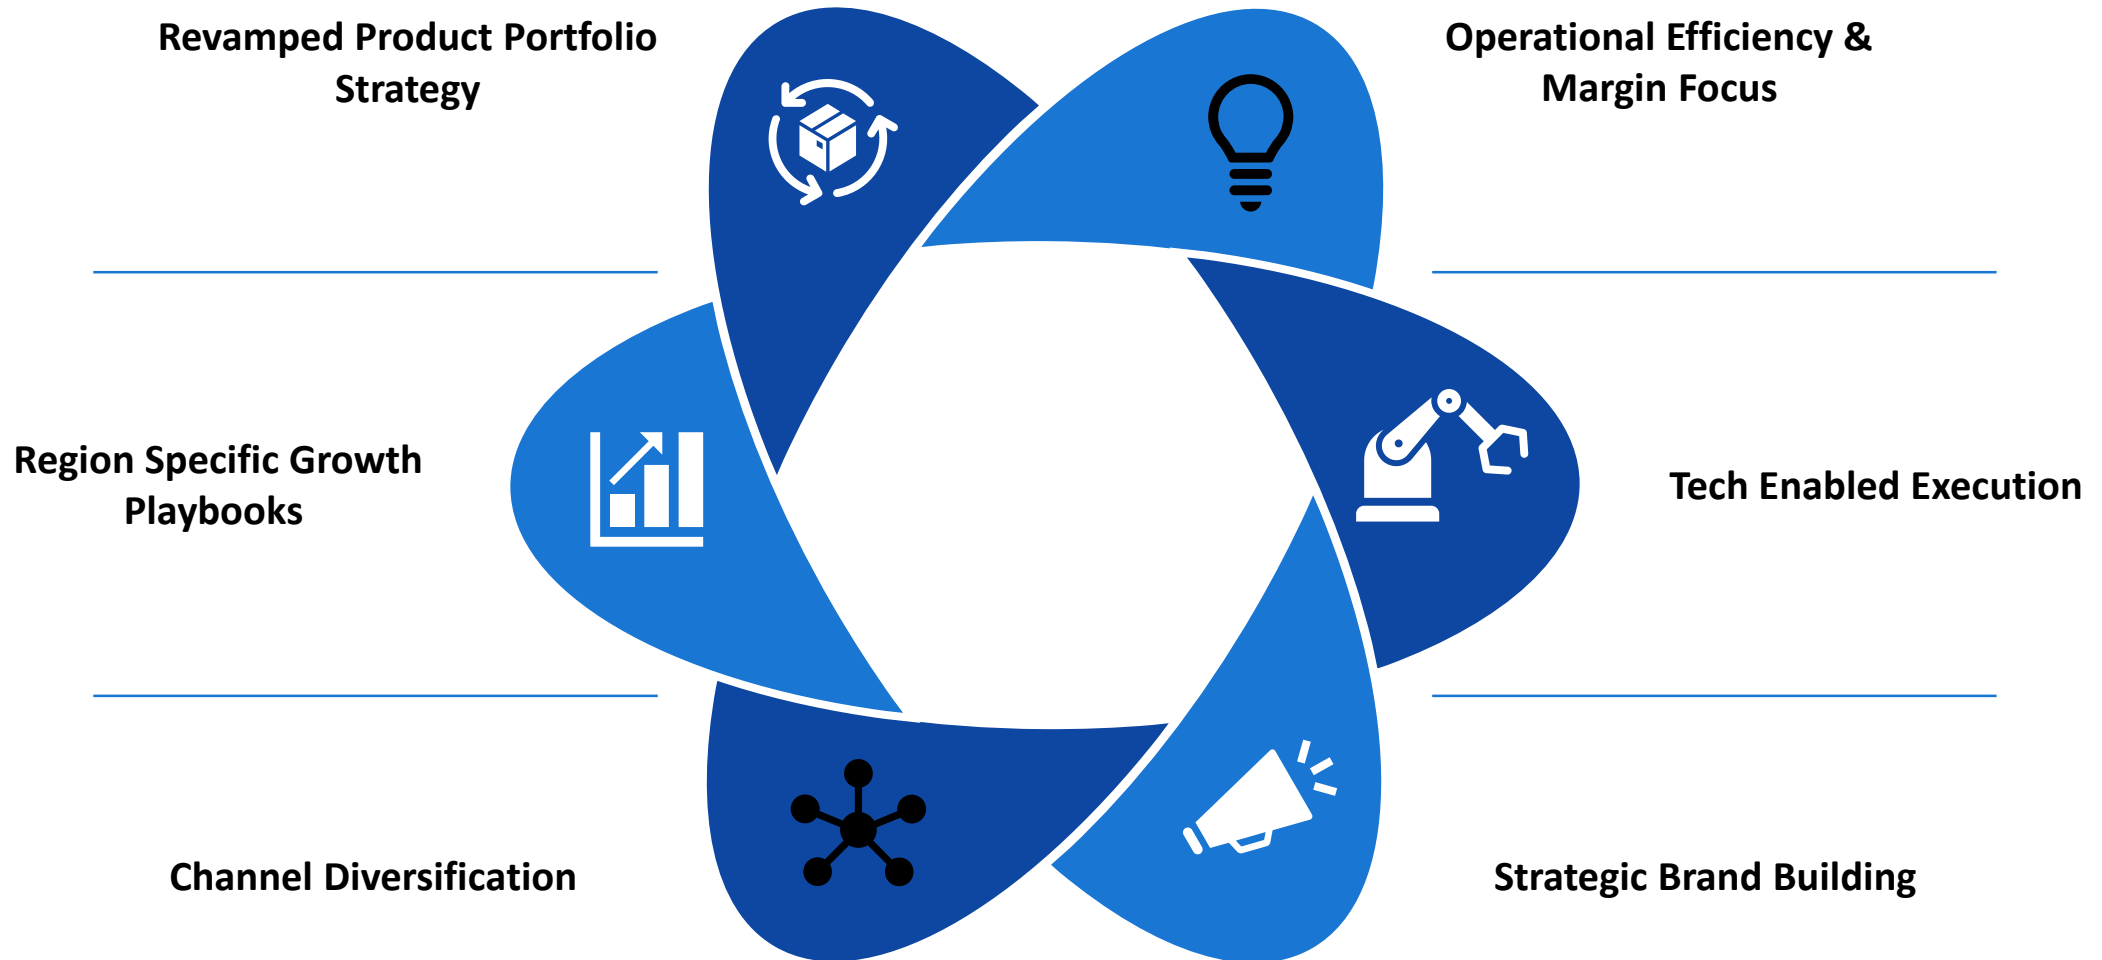 Revamped Product Portfolio
Strategy
Operational Efficiency &
Margin Focus
Region Specific Growth
Playbooks
Tech Enabled Execution
Channel Diversification
Strategic Brand Building